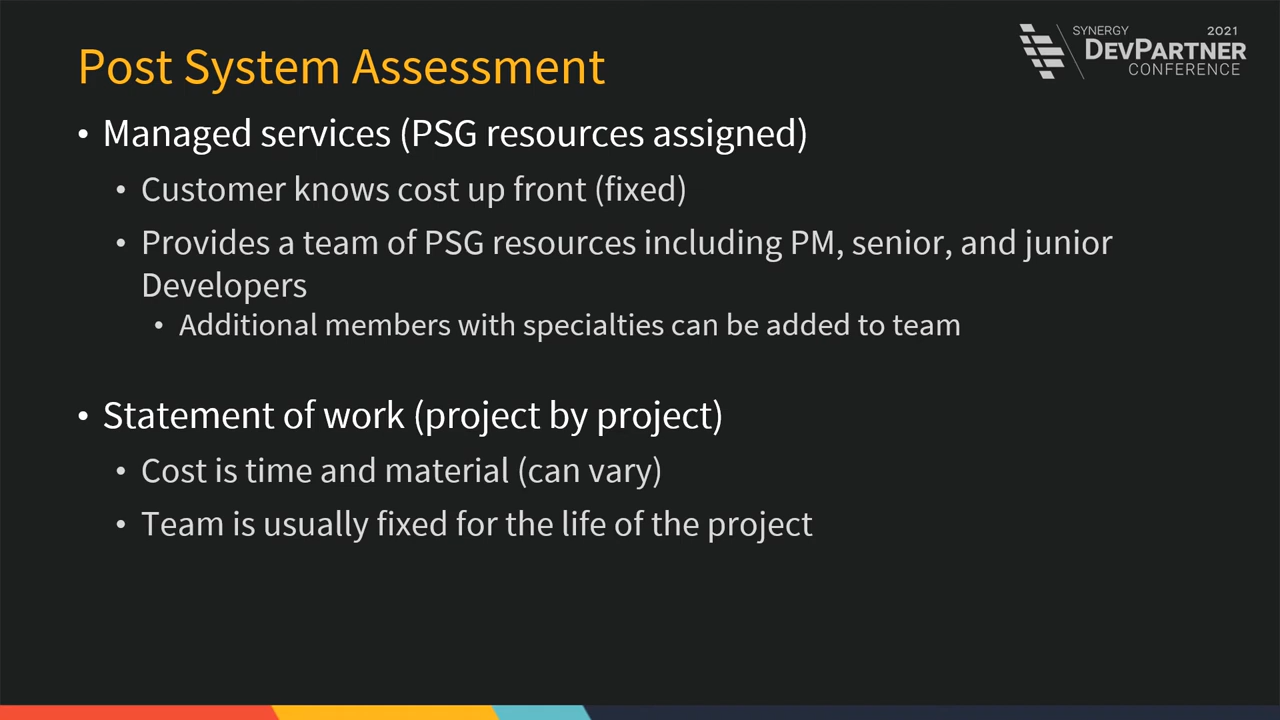 Post System Assessment
SYNERGY 2021
DEVPARTNER
CONFERENCE
• Managed services (PSG resources assigned)
• Customer knows cost up front (fixed)
• Provides a team of PSG resources including PM, senior, and junior
Developers
• Additional members with specialties can be added to team
• Statement of work (project by project)
• Cost is time and material (can vary)
• Team is usually fixed for the life of the project